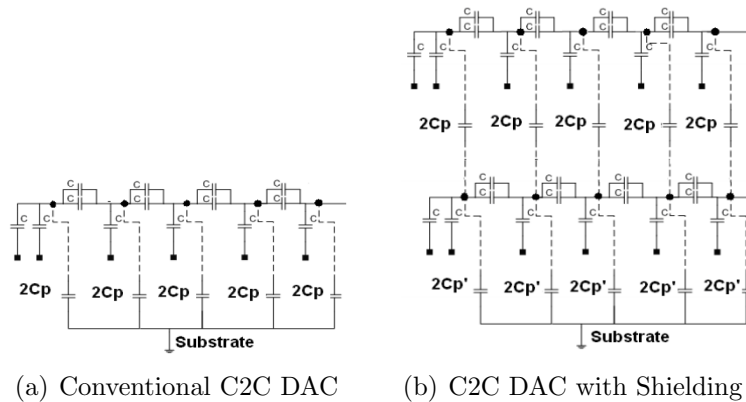 C C C C
C C C C
C C C C C C
2Cp 2Cp 2Cp 2Cp 2Cp
C C C C
C C C C
C C C C C C
2Cp' 2Cp' 2Cp' 2Cp' 2Cp'
Substrate
C C C C
C C C C
C C C C C C
2Cp 2Cp 2Cp 2Cp 2Cp
Substrate
(a) Conventional C2C DAC
(b) C2C DAC with Shielding